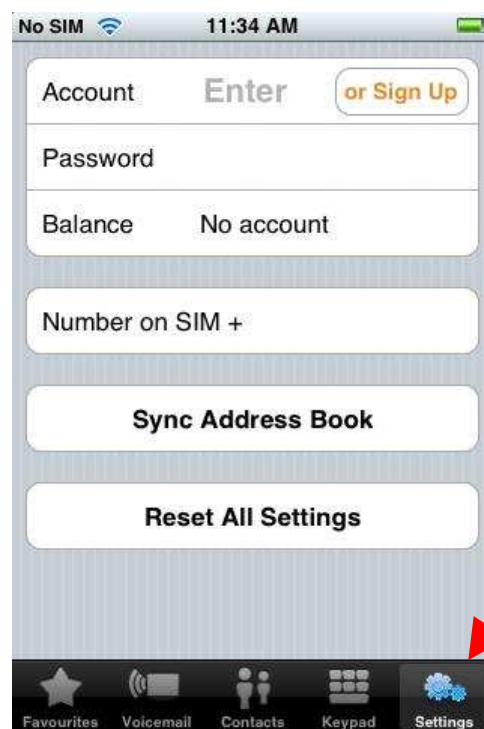 No SIM 11:34 AM
Account Enter or Sign Up
Password
Balance No account
Number on SIM +
Sync Address Book
Reset All Settings
Favourites Voicemail Contacts Keypad Settings